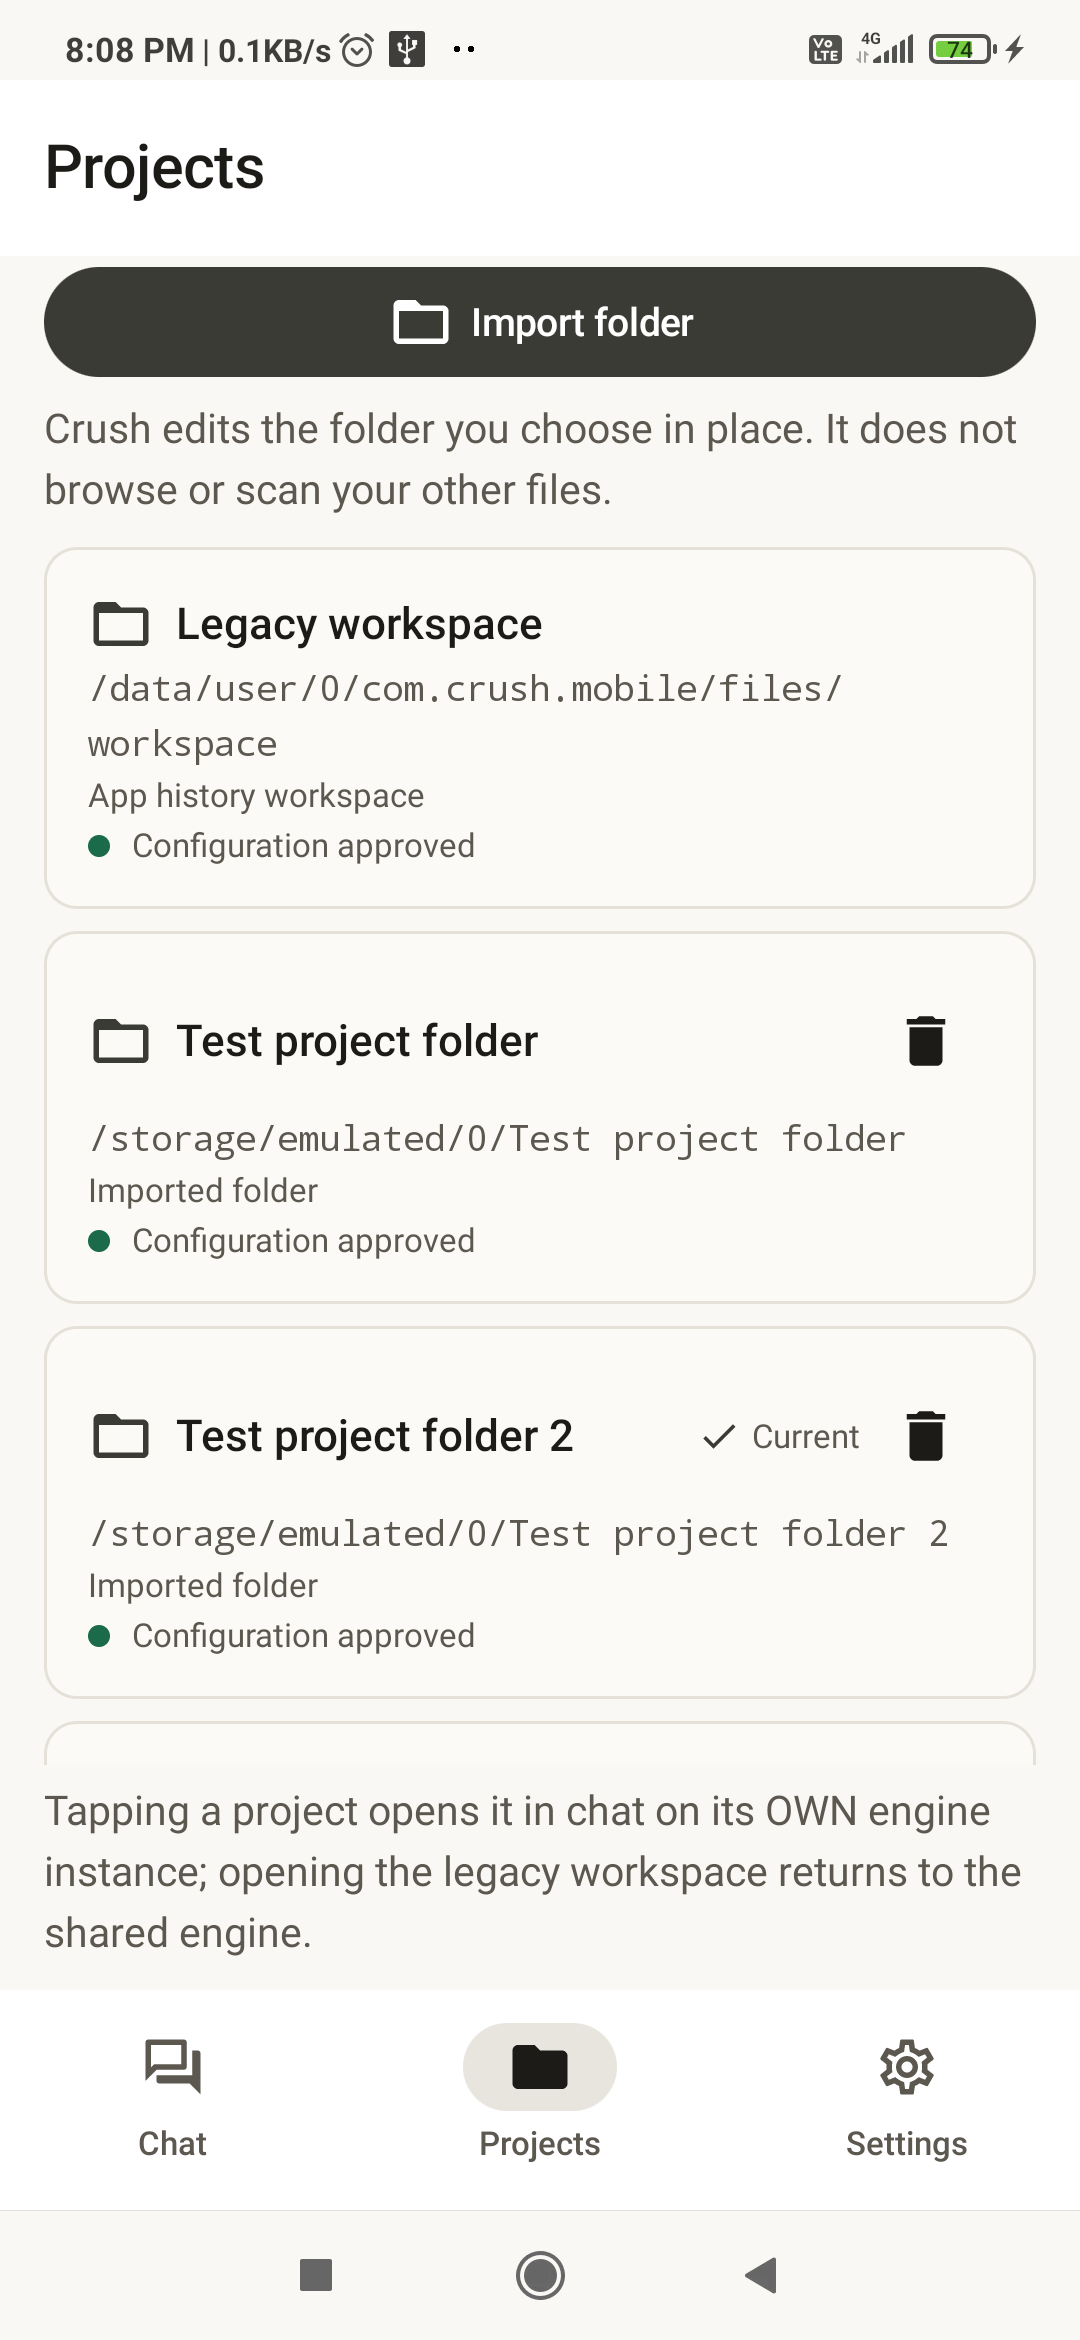 8:08 PM | 0.1KB/s
Vo LTE
4G
74
Projects
Import folder
Crush edits the folder you choose in place. It does not
browse or scan your other files.
Legacy workspace
/data/user/0/com.crush.mobile/files/
workspace
App history workspace
Configuration approved
Test project folder
/storage/emulated/0/Test project folder
Imported folder
Configuration approved
Test project folder 2
Current
/storage/emulated/0/Test project folder 2
Imported folder
Configuration approved
Tapping a project opens it in chat on its OWN engine
instance; opening the legacy workspace returns to the
shared engine.
Chat
Projects
Settings